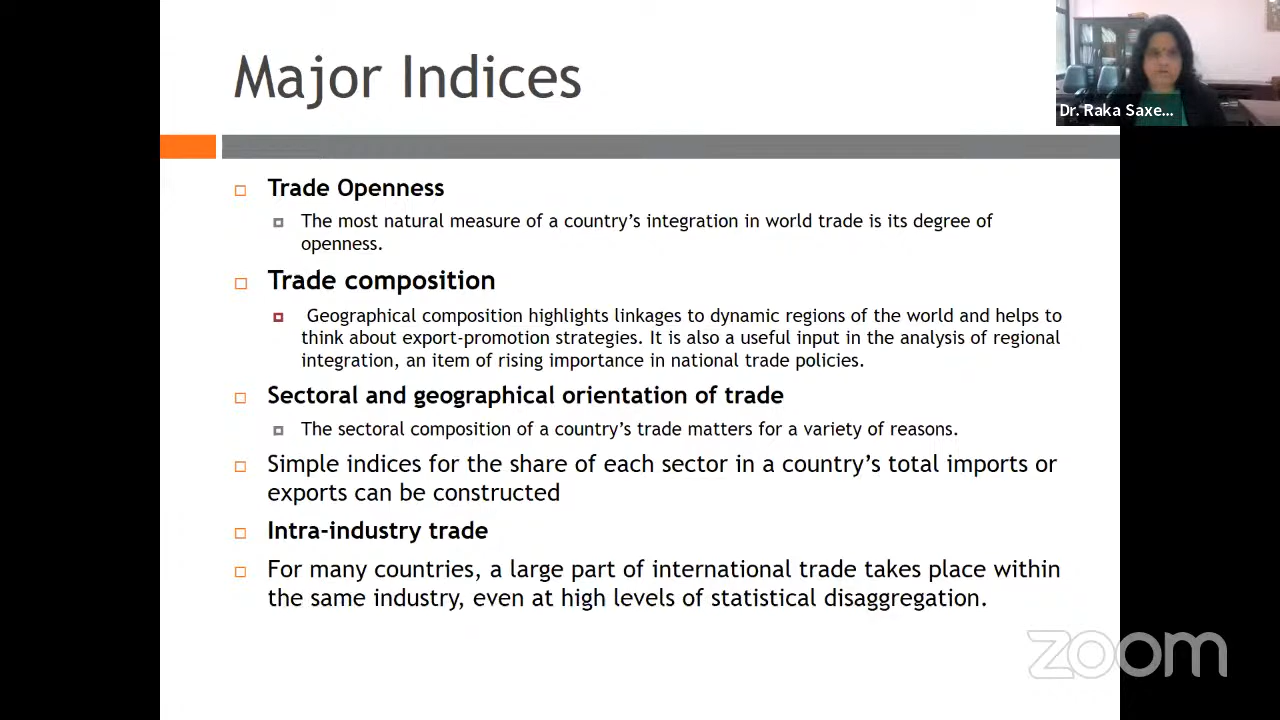 Major Indices
Dr. Raka Saxe...
Trade Openness
The most natural measure of a country’s integration in world trade is its degree of
openness.
Trade composition
Geographical composition highlights linkages to dynamic regions of the world and helps to
think about export-promotion strategies. It is also a useful input in the analysis of regional
integration, an item of rising importance in national trade policies.
Sectoral and geographical orientation of trade
The sectoral composition of a country’s trade matters for a variety of reasons.
Simple indices for the share of each sector in a country’s total imports or
exports can be constructed
Intra-industry trade
For many countries, a large part of international trade takes place within
the same industry, even at high levels of statistical disaggregation.
zoom